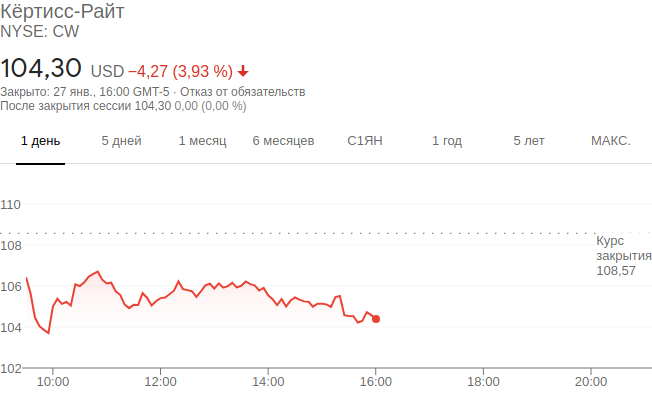 Кёртисс-Райт
NYSE: CW
104,30 USD −4,27 (3,93 %)
Закрыто: 27 янв., 16:00 GMT-5 · Отказ от обязательств
После закрытия сессии 104,30 0,00 (0,00 %)
1 день 5 дней 1 месяц 6 месяцев С1ЯН 1 год 5 лет МАКС.
110
108
106
104
102
Курс
закрытия
108,57
10:00 12:00 14:00 16:00 18:00 20:00